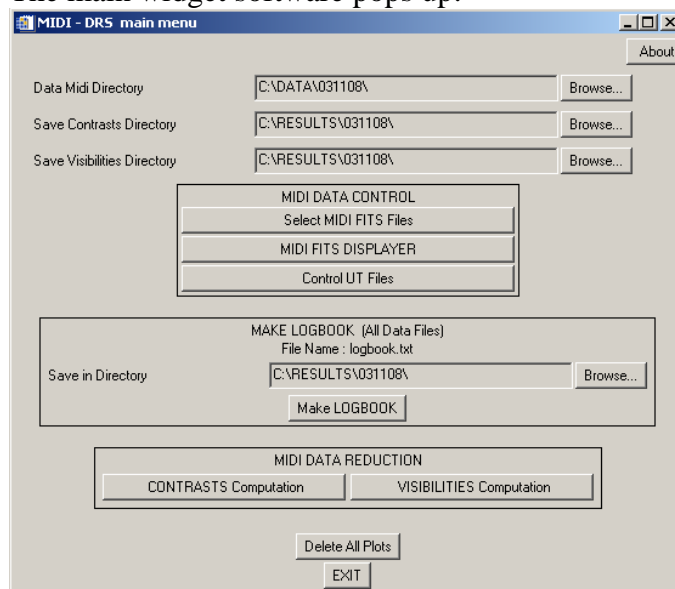 The main widget software pops up.
MIDI - DRS main menu
About
Data Midi Directory C:\DATA\031108\ Browse...
Save Contrasts Directory C:\RESULTS\031108\ Browse...
Save Visibilities Directory C:\RESULTS\031108\ Browse...
MIDI DATA CONTROL
Select MIDI FITS Files
MIDI FITS DISPLAYER
Control UT Files
MAKE LOGBOOK (All Data Files)
File Name : logbook.txt
Save in Directory C:\RESULTS\031108\ Browse...
Make LOGBOOK
MIDI DATA REDUCTION
CONTRASTS Computation VISIBILITIES Computation
Delete All Plots
EXIT